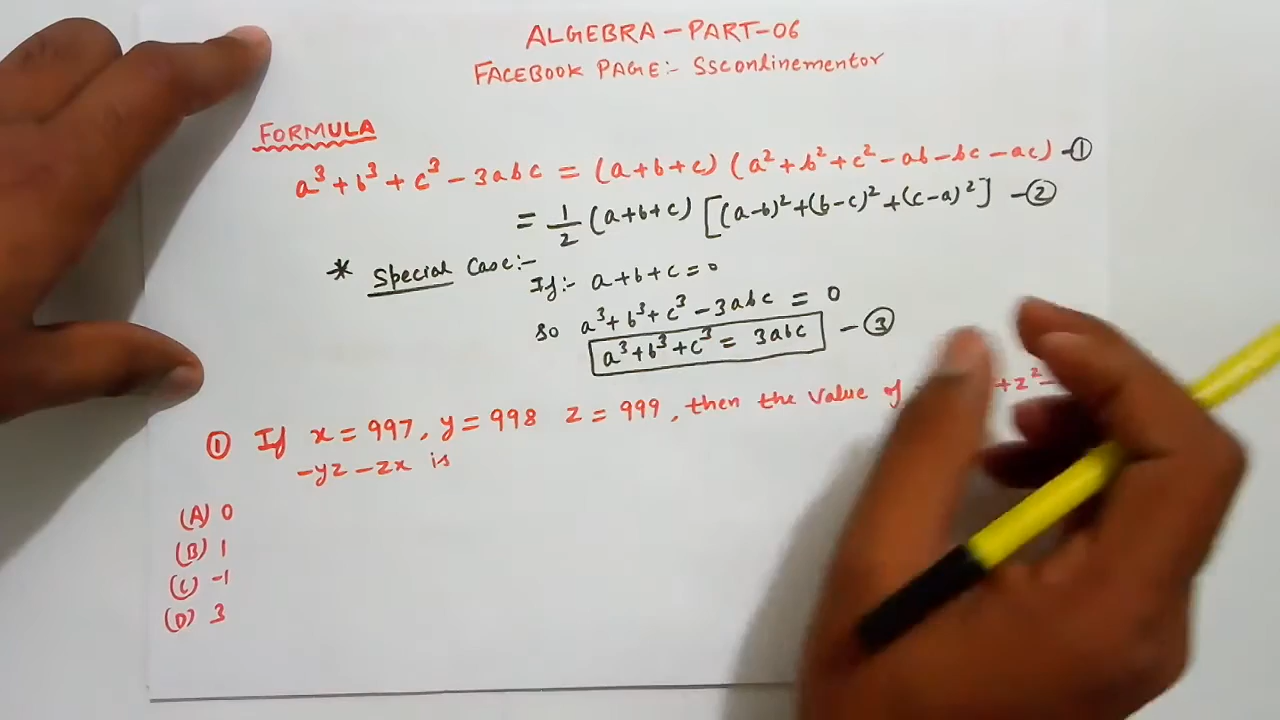 ALGEBRA-PART-06
FACEBOOK PAGE:- Ssconlinementor
FORMULA
a³+b³+c³-3abc = (a+b+c) (a²+b²+c²-ab-bc-ac) -①
= 1/2 (a+b+c) [(a-b)²+(b-c)²+(c-a)²] -②
* Special Case:-
If:- a+b+c=0
So a³+b³+c³-3abc = 0
a³+b³+c³ = 3abc -③
① If x=997, y=998 z=999, then the value of +z²-
-yz-zx is
(A) 0
(B) 1
(C) -1
(D) 3